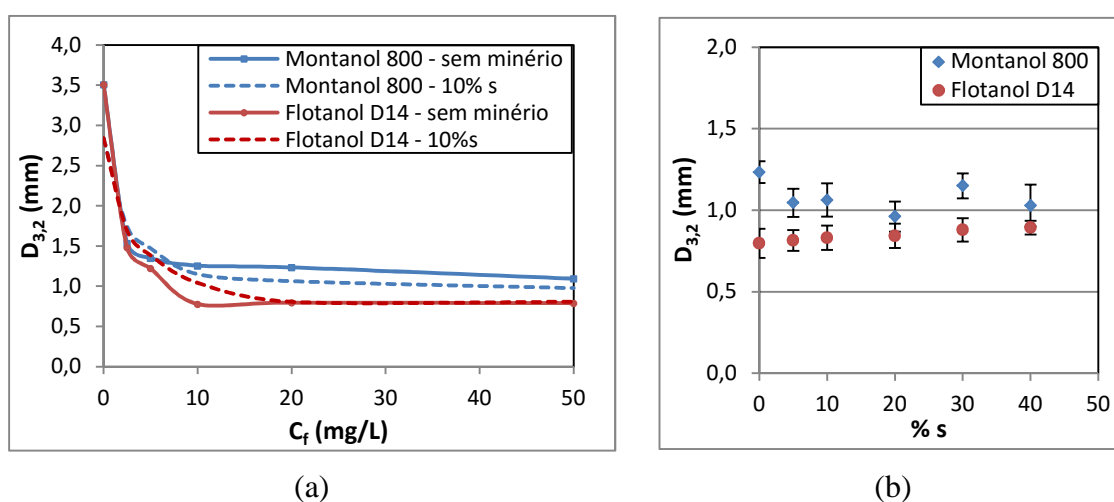 4,0
3,5
3,0
2,5
2,0
1,5
1,0
0,5
0,0
D3,2 (mm)
Montanol 800 - sem minério
Montanol 800 - 10% s
Flotanol D14 - sem minério
Flotanol D14 - 10%s
0 10 20 30 40 50
Cf (mg/L)
(a)
2,0
1,5
1,0
0,5
0,0
D3,2 (mm)
Montanol 800
Flotanol D14
0 10 20 30 40 50
% s
(b)